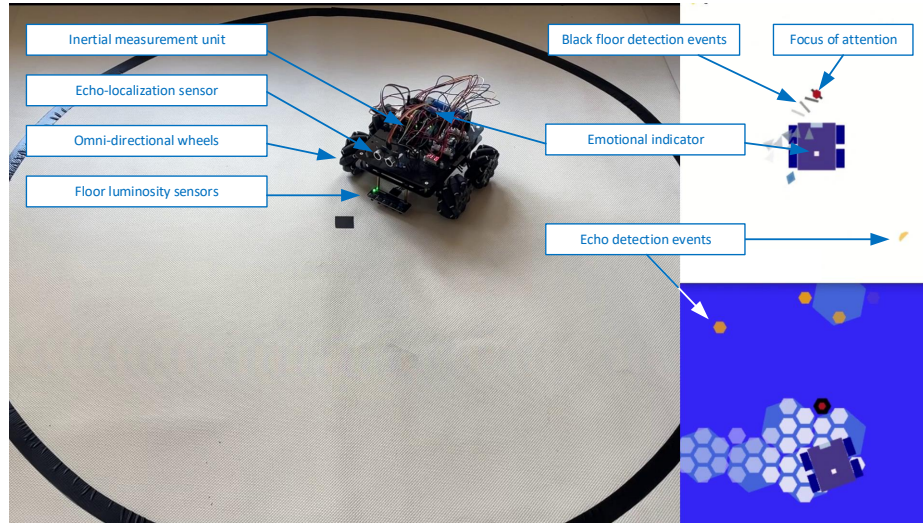 Inertial measurement unit
Echo-localization sensor
Omni-directional wheels
Floor luminosity sensors
Black floor detection events
Focus of attention
Emotional indicator
Echo detection events